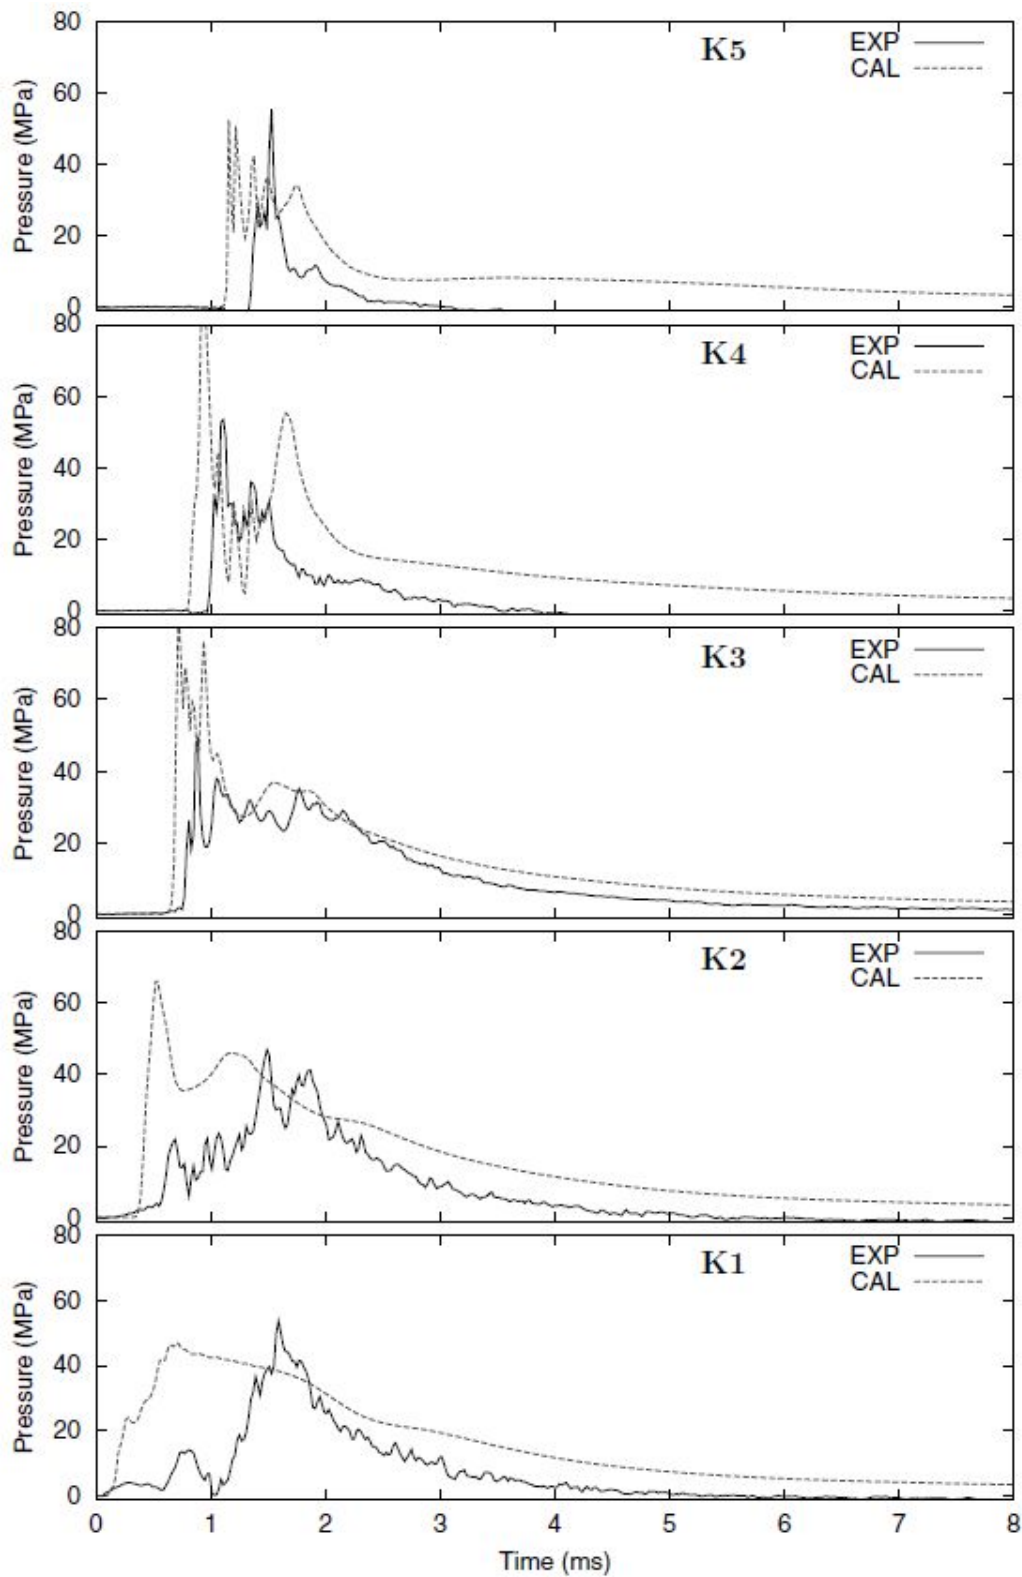 80
K5
EXP
CAL
60
40
20
0
Pressure (MPa)
80
K4
EXP
CAL
60
40
20
0
Pressure (MPa)
80
K3
EXP
CAL
60
40
20
0
Pressure (MPa)
80
K2
EXP
CAL
60
40
20
0
Pressure (MPa)
80
K1
EXP
CAL
60
40
20
0
Pressure (MPa)
0 1 2 3 4 5 6 7 8
Time (ms)